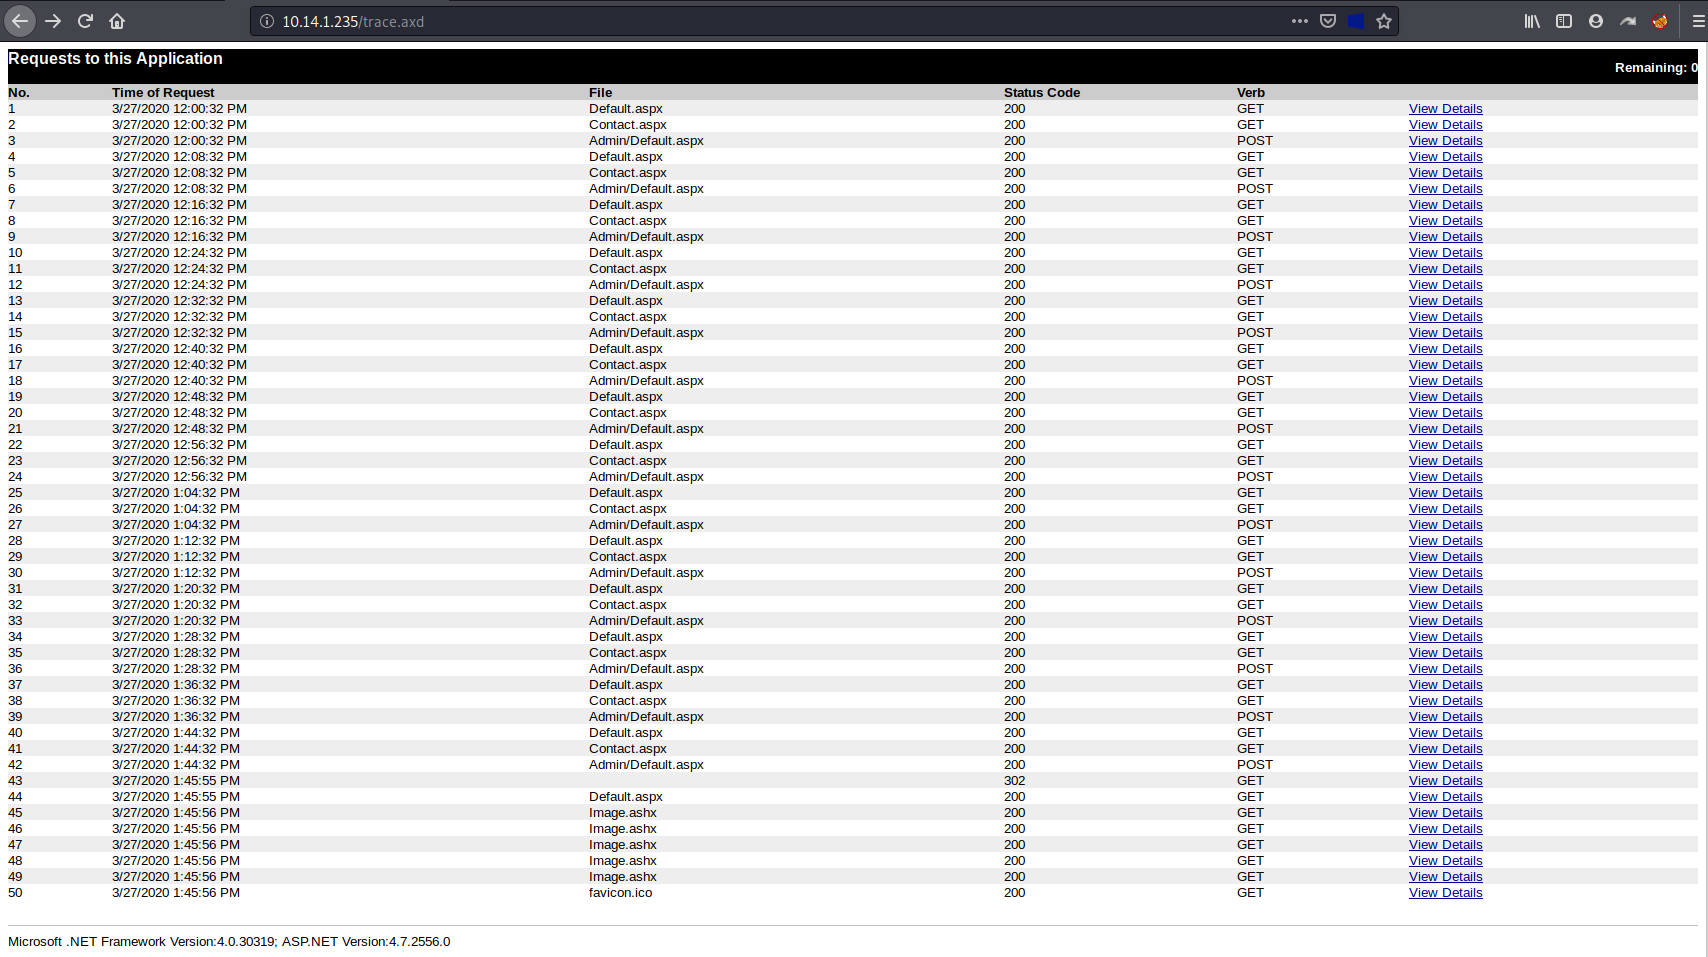 10.14.1.235/trace.axd
Requests to this Application
Remaining: 0
No. Time of Request File Status Code Verb
1 3/27/2020 12:00:32 PM Default.aspx 200 GET View Details
2 3/27/2020 12:00:32 PM Contact.aspx 200 GET View Details
3 3/27/2020 12:00:32 PM Admin/Default.aspx 200 POST View Details
4 3/27/2020 12:08:32 PM Default.aspx 200 GET View Details
5 3/27/2020 12:08:32 PM Contact.aspx 200 GET View Details
6 3/27/2020 12:08:32 PM Admin/Default.aspx 200 POST View Details
7 3/27/2020 12:16:32 PM Default.aspx 200 GET View Details
8 3/27/2020 12:16:32 PM Contact.aspx 200 GET View Details
9 3/27/2020 12:16:32 PM Admin/Default.aspx 200 POST View Details
10 3/27/2020 12:24:32 PM Default.aspx 200 GET View Details
11 3/27/2020 12:24:32 PM Contact.aspx 200 GET View Details
12 3/27/2020 12:24:32 PM Admin/Default.aspx 200 POST View Details
13 3/27/2020 12:32:32 PM Default.aspx 200 GET View Details
14 3/27/2020 12:32:32 PM Contact.aspx 200 GET View Details
15 3/27/2020 12:32:32 PM Admin/Default.aspx 200 POST View Details
16 3/27/2020 12:40:32 PM Default.aspx 200 GET View Details
17 3/27/2020 12:40:32 PM Contact.aspx 200 GET View Details
18 3/27/2020 12:40:32 PM Admin/Default.aspx 200 POST View Details
19 3/27/2020 12:48:32 PM Default.aspx 200 GET View Details
20 3/27/2020 12:48:32 PM Contact.aspx 200 GET View Details
21 3/27/2020 12:48:32 PM Admin/Default.aspx 200 POST View Details
22 3/27/2020 12:56:32 PM Default.aspx 200 GET View Details
23 3/27/2020 12:56:32 PM Contact.aspx 200 GET View Details
24 3/27/2020 12:56:32 PM Admin/Default.aspx 200 POST View Details
25 3/27/2020 1:04:32 PM Default.aspx 200 GET View Details
26 3/27/2020 1:04:32 PM Contact.aspx 200 GET View Details
27 3/27/2020 1:04:32 PM Admin/Default.aspx 200 POST View Details
28 3/27/2020 1:12:32 PM Default.aspx 200 GET View Details
29 3/27/2020 1:12:32 PM Contact.aspx 200 GET View Details
30 3/27/2020 1:12:32 PM Admin/Default.aspx 200 POST View Details
31 3/27/2020 1:20:32 PM Default.aspx 200 GET View Details
32 3/27/2020 1:20:32 PM Contact.aspx 200 GET View Details
33 3/27/2020 1:20:32 PM Admin/Default.aspx 200 POST View Details
34 3/27/2020 1:28:32 PM Default.aspx 200 GET View Details
35 3/27/2020 1:28:32 PM Contact.aspx 200 GET View Details
36 3/27/2020 1:28:32 PM Admin/Default.aspx 200 POST View Details
37 3/27/2020 1:36:32 PM Default.aspx 200 GET View Details
38 3/27/2020 1:36:32 PM Contact.aspx 200 GET View Details
39 3/27/2020 1:36:32 PM Admin/Default.aspx 200 POST View Details
40 3/27/2020 1:44:32 PM Default.aspx 200 GET View Details
41 3/27/2020 1:44:32 PM Contact.aspx 200 GET View Details
42 3/27/2020 1:44:32 PM Admin/Default.aspx 200 POST View Details
43 3/27/2020 1:45:55 PM 302 GET View Details
44 3/27/2020 1:45:55 PM Default.aspx 200 GET View Details
45 3/27/2020 1:45:56 PM Image.ashx 200 GET View Details
46 3/27/2020 1:45:56 PM Image.ashx 200 GET View Details
47 3/27/2020 1:45:56 PM Image.ashx 200 GET View Details
48 3/27/2020 1:45:56 PM Image.ashx 200 GET View Details
49 3/27/2020 1:45:56 PM Image.ashx 200 GET View Details
50 3/27/2020 1:45:56 PM favicon.ico 200 GET View Details
Microsoft .NET Framework Version:4.0.30319; ASP.NET Version:4.7.2556.0